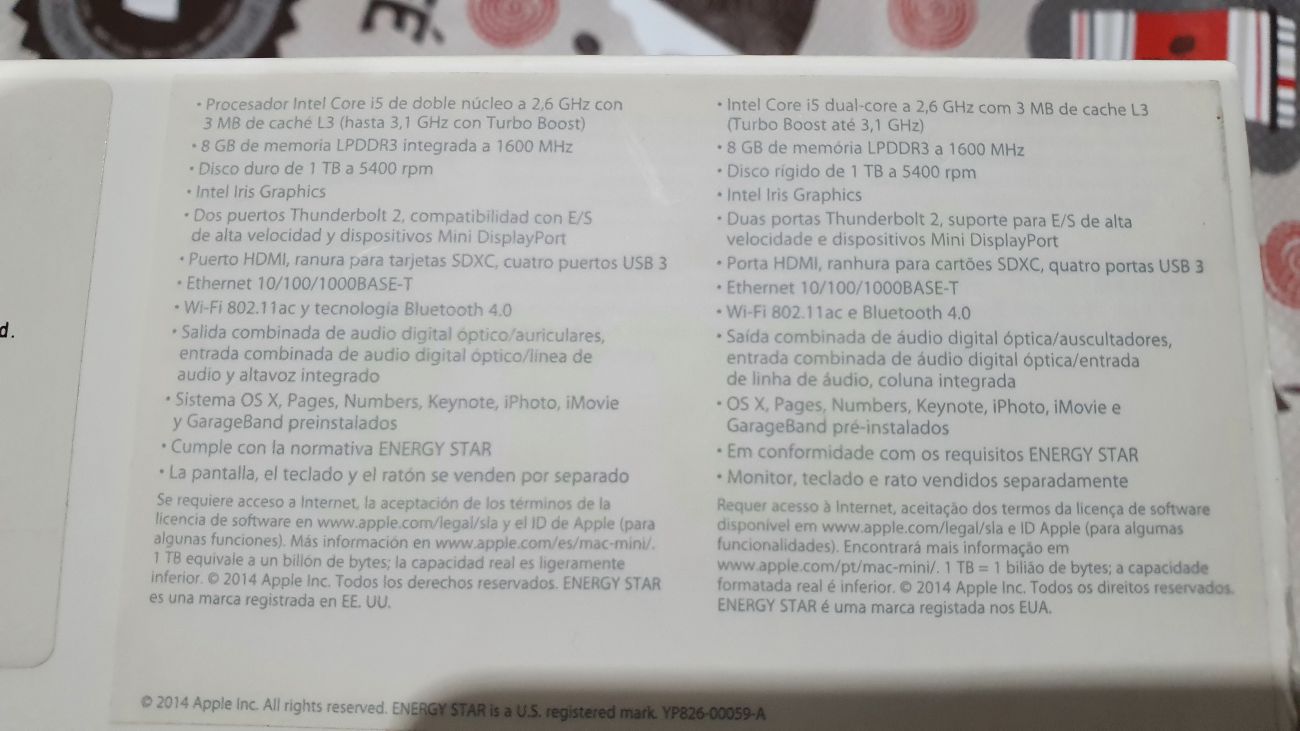 É
d.
• Procesador Intel Core i5 de doble núcleo a 2,6 GHz con
3 MB de caché L3 (hasta 3,1 GHz con Turbo Boost)
• 8 GB de memoria LPDDR3 integrada a 1600 MHz
• Disco duro de 1 TB a 5400 rpm
• Intel Iris Graphics
• Dos puertos Thunderbolt 2, compatibilidad con E/S
de alta velocidad y dispositivos Mini DisplayPort
• Puerto HDMI, ranura para tarjetas SDXC, cuatro puertos USB 3
• Ethernet 10/100/1000BASE-T
• Wi-Fi 802.11ac y tecnología Bluetooth 4.0
• Salida combinada de audio digital óptico/auriculares,
entrada combinada de audio digital óptico/línea de
audio y altavoz integrado
• Sistema OS X, Pages, Numbers, Keynote, iPhoto, iMovie
y GarageBand preinstalados
• Cumple con la normativa ENERGY STAR
• La pantalla, el teclado y el ratón se venden por separado
Se requiere acceso a Internet, la aceptación de los términos de la
licencia de software en www.apple.com/legal/sla y el ID de Apple (para
algunas funciones). Más información en www.apple.com/es/mac-mini/.
1 TB equivale a un billón de bytes; la capacidad real es ligeramente
inferior. © 2014 Apple Inc. Todos los derechos reservados. ENERGY STAR
es una marca registrada en EE. UU.
• Intel Core i5 dual-core a 2,6 GHz com 3 MB de cache L3
(Turbo Boost até 3,1 GHz)
• 8 GB de memória LPDDR3 a 1600 MHz
• Disco rígido de 1 TB a 5400 rpm
• Intel Iris Graphics
• Duas portas Thunderbolt 2, suporte para E/S de alta
velocidade e dispositivos Mini DisplayPort
• Porta HDMI, ranhura para cartões SDXC, quatro portas USB 3
• Ethernet 10/100/1000BASE-T
• Wi-Fi 802.11ac e Bluetooth 4.0
• Saída combinada de áudio digital óptica/auscultadores,
entrada combinada de áudio digital óptica/entrada
de linha de áudio, coluna integrada
• OS X, Pages, Numbers, Keynote, iPhoto, iMovie e
GarageBand pré-instalados
• Em conformidade com os requisitos ENERGY STAR
• Monitor, teclado e rato vendidos separadamente
Requer acesso à Internet, aceitação dos termos da licença de software
disponível em www.apple.com/legal/sla e ID Apple (para algumas
funcionalidades). Encontrará mais informação em
www.apple.com/pt/mac-mini/. 1 TB = 1 bilião de bytes; a capacidade
formatada real é inferior. © 2014 Apple Inc. Todos os direitos reservados.
ENERGY STAR é uma marca registada nos EUA.
© 2014 Apple Inc. All rights reserved. ENERGY STAR is a U.S. registered mark. YP826-00059-A